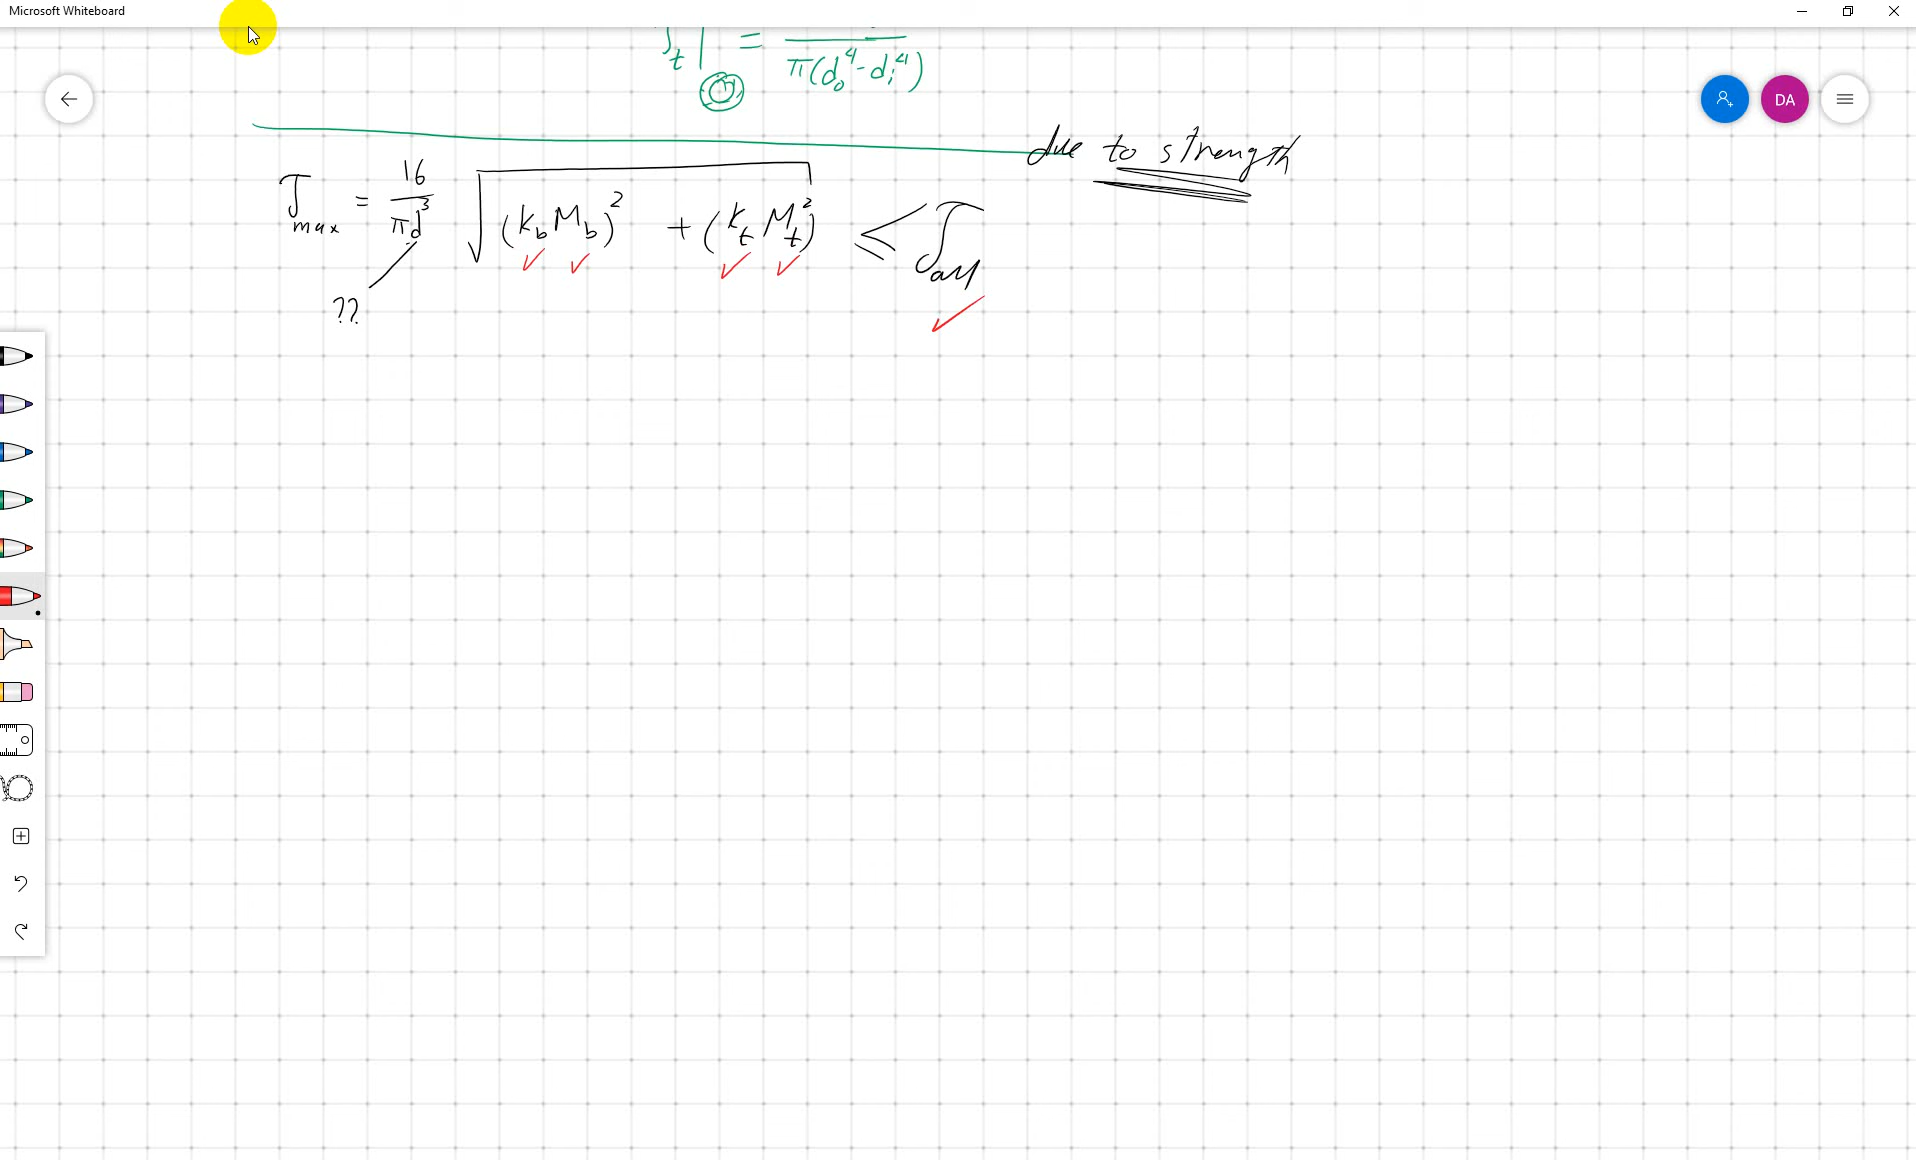 Microsoft Whiteboard
τ_t | = π(d_o^4 - d_i^4)
DA
due to strength
τ_max = 16/πd^3 √((k_b M_b)^2 + (k_t M_t)^2) ≤ τ_all
??